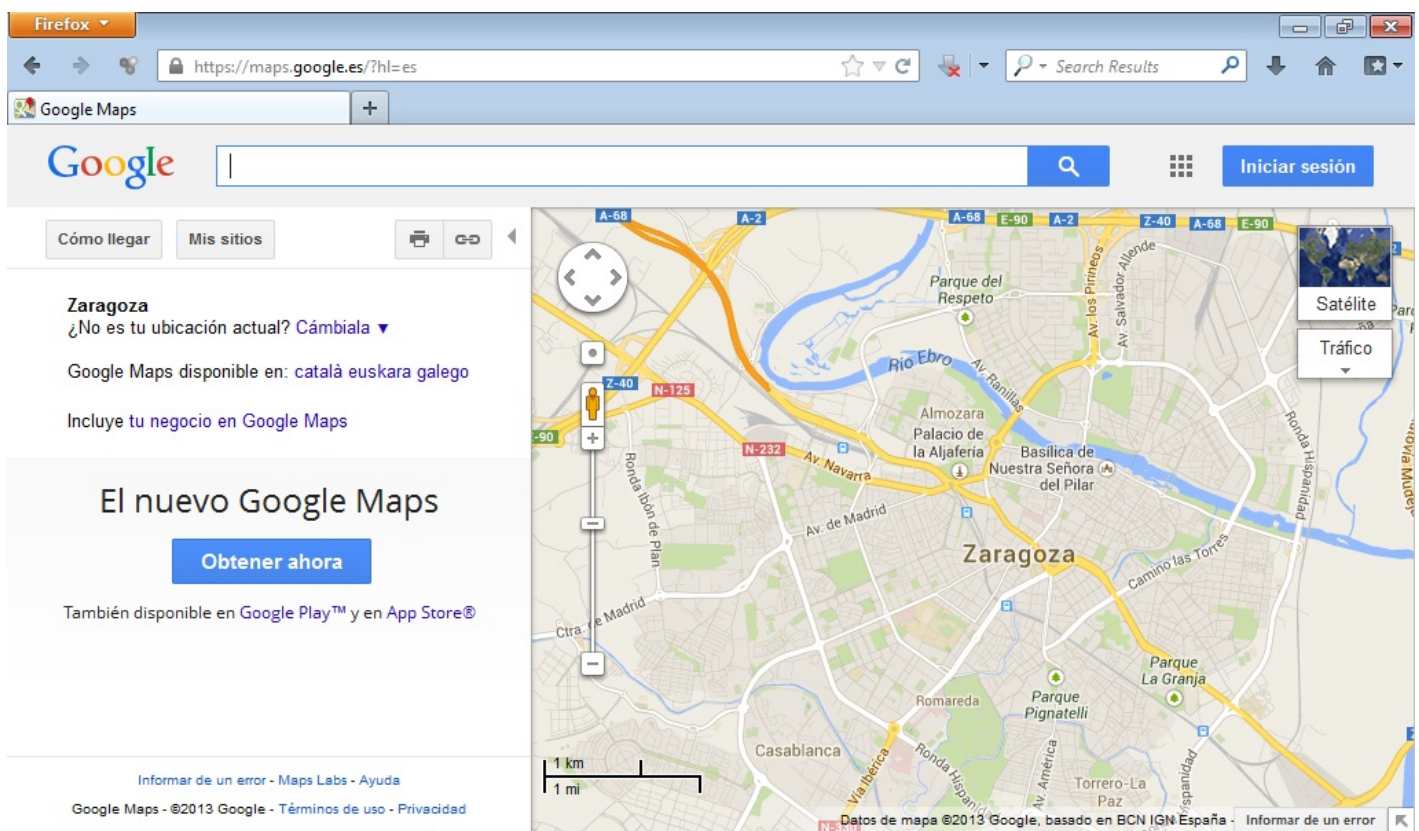 Firefox
https://maps.google.es/?hl=es
Search Results
Google Maps
Google
Iniciar sesión
Cómo llegar
Mis sitios
Zaragoza
¿No es tu ubicación actual? Cámbiala ▼
Google Maps disponible en: català euskara galego
Incluye tu negocio en Google Maps
El nuevo Google Maps
Obtener ahora
También disponible en Google Play™ y en App Store®
Informar de un error - Maps Labs - Ayuda
Google Maps - ©2013 Google - Términos de uso - Privacidad
A-68
A-2
A-68
E-90
A-2
Z-40
A-68
E-90
Satélite
Tráfico
Parque del
Respeto
Av. los Pirineos
Av. Salvador Allende
Río Ebro
Av. Ranillas
Z-40
N-125
-90
N-232
Av. Navarra
Almozara
Palacio de
la Aljafería
Basílica de
Nuestra Señora
del Pilar
Ronda Hispanidad
Ronda Ibón de Plan
Av. de Madrid
Zaragoza
Camino las Torres
Ctra. de Madrid
Parque
La Granja
Parque
Pignatelli
Romareda
Casablanca
Vía Ibérica
Ronda Hispanidad
Av. América
Torrero-La
Paz
1 km
1 mi
N-330
Datos de mapa ©2013 Google, basado en BCN IGN España -
Informar de un error